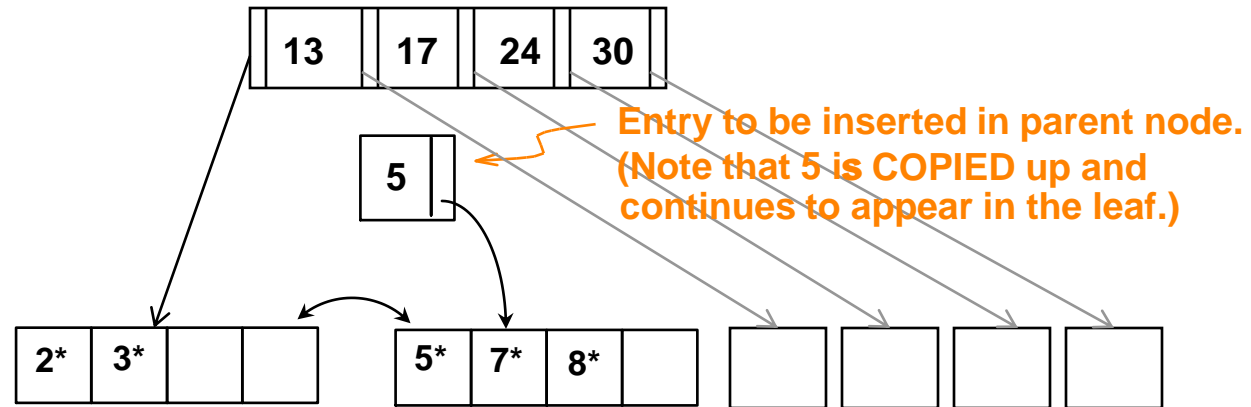 13 17 24 30
Entry to be inserted in parent node.
5 (Note that 5 is COPIED up and
continues to appear in the leaf.)
2* 3* 5* 7* 8*